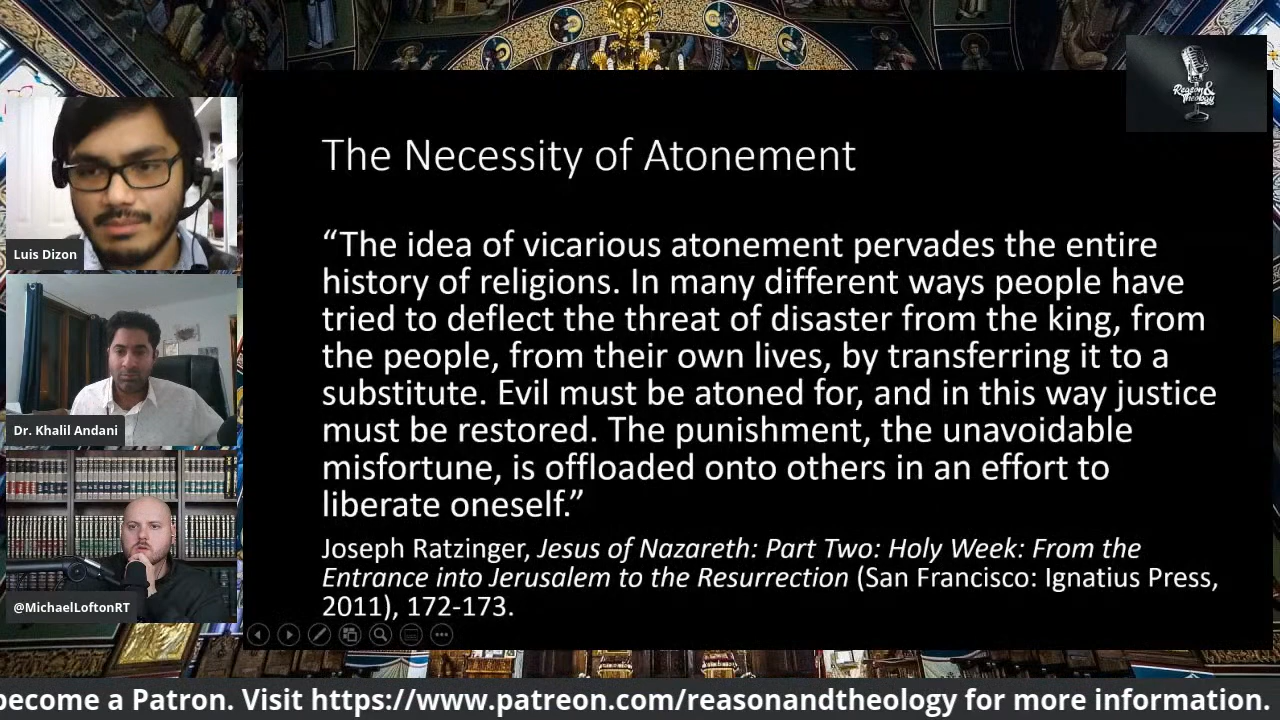 Reason &
Theology
The Necessity of Atonement
“The idea of vicarious atonement pervades the entire
history of religions. In many different ways people have
tried to deflect the threat of disaster from the king, from
the people, from their own lives, by transferring it to a
substitute. Evil must be atoned for, and in this way justice
must be restored. The punishment, the unavoidable
misfortune, is offloaded onto others in an effort to
liberate oneself.”
Joseph Ratzinger, Jesus of Nazareth: Part Two: Holy Week: From the
Entrance into Jerusalem to the Resurrection (San Francisco: Ignatius Press,
2011), 172-173.
Luis Dizon
Dr. Khalil Andani
@MichaelLoftonRT
become a Patron. Visit https://www.patreon.com/reasonandtheology for more information.